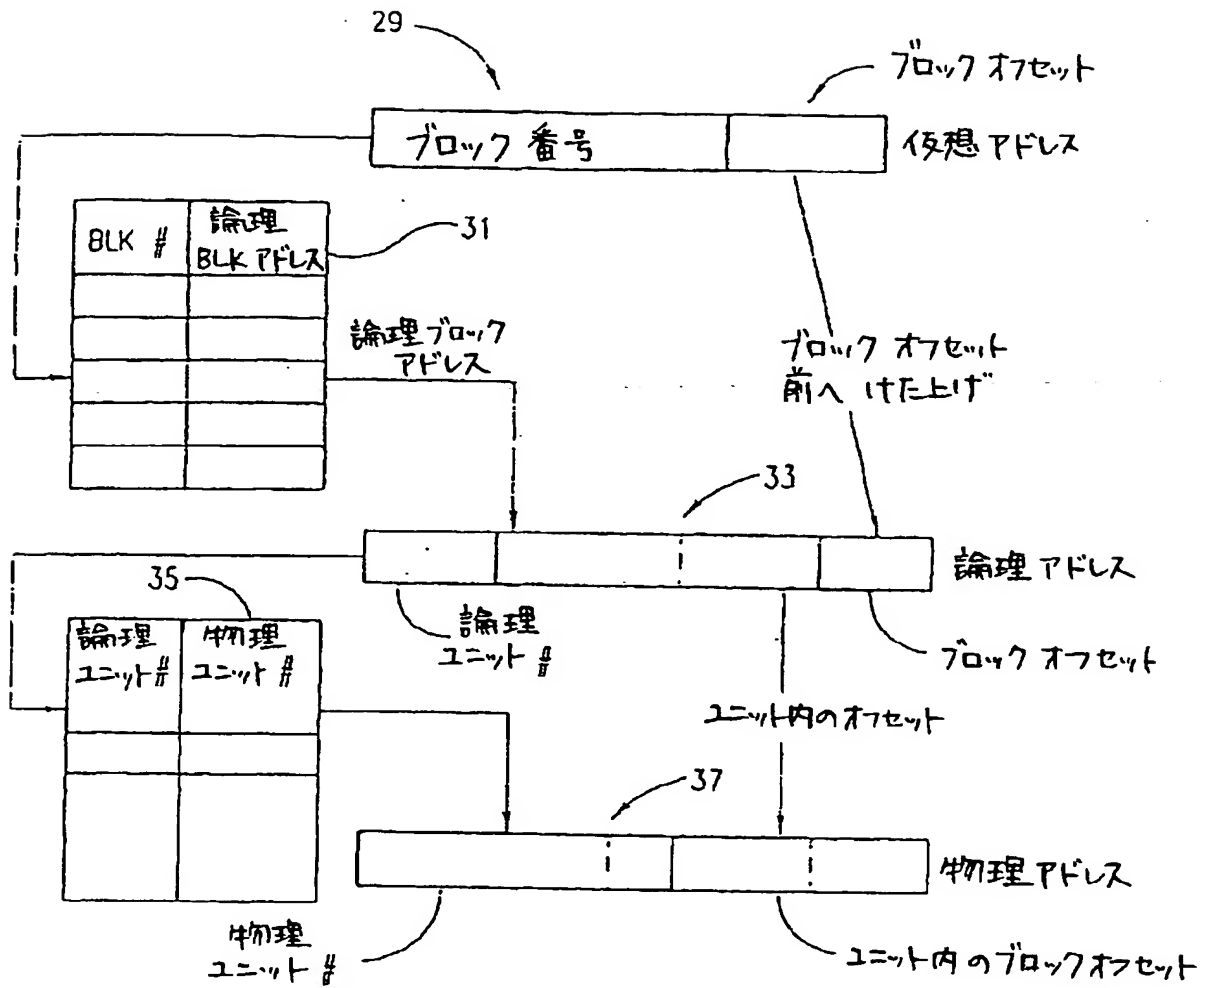 29
ブロック オフセット
ブロック 番号
仮想アドレス
BLK #
論理
BLK アドレス
31
論理ブロック
アドレス
ブロック オフセット
前へ けた上げ
33
論理アドレス
35
論理
ユニット #
ブロック オフセット
論理
ユニット#
物理
ユニット #
ユニット内のオフセット
37
物理アドレス
物理
ユニット #
ユニット内のブロックオフセット